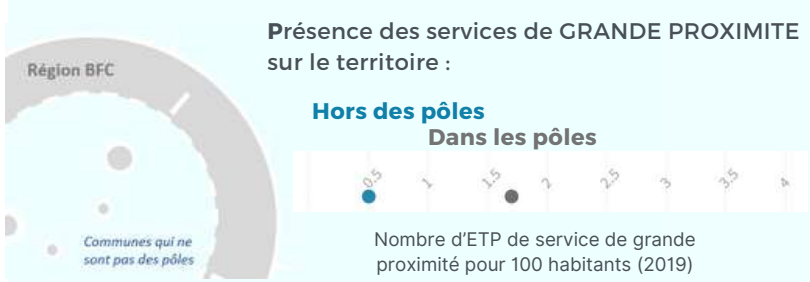 Présence des services de GRANDE PROXIMITE
sur le territoire :
Région BFC
Hors des pôles
Dans les pôles
0.5 1 1.5 2 2.5 3 3.5 4
Communes qui ne
sont pas des pôles
Nombre d'ETP de service de grande
proximité pour 100 habitants (2019)